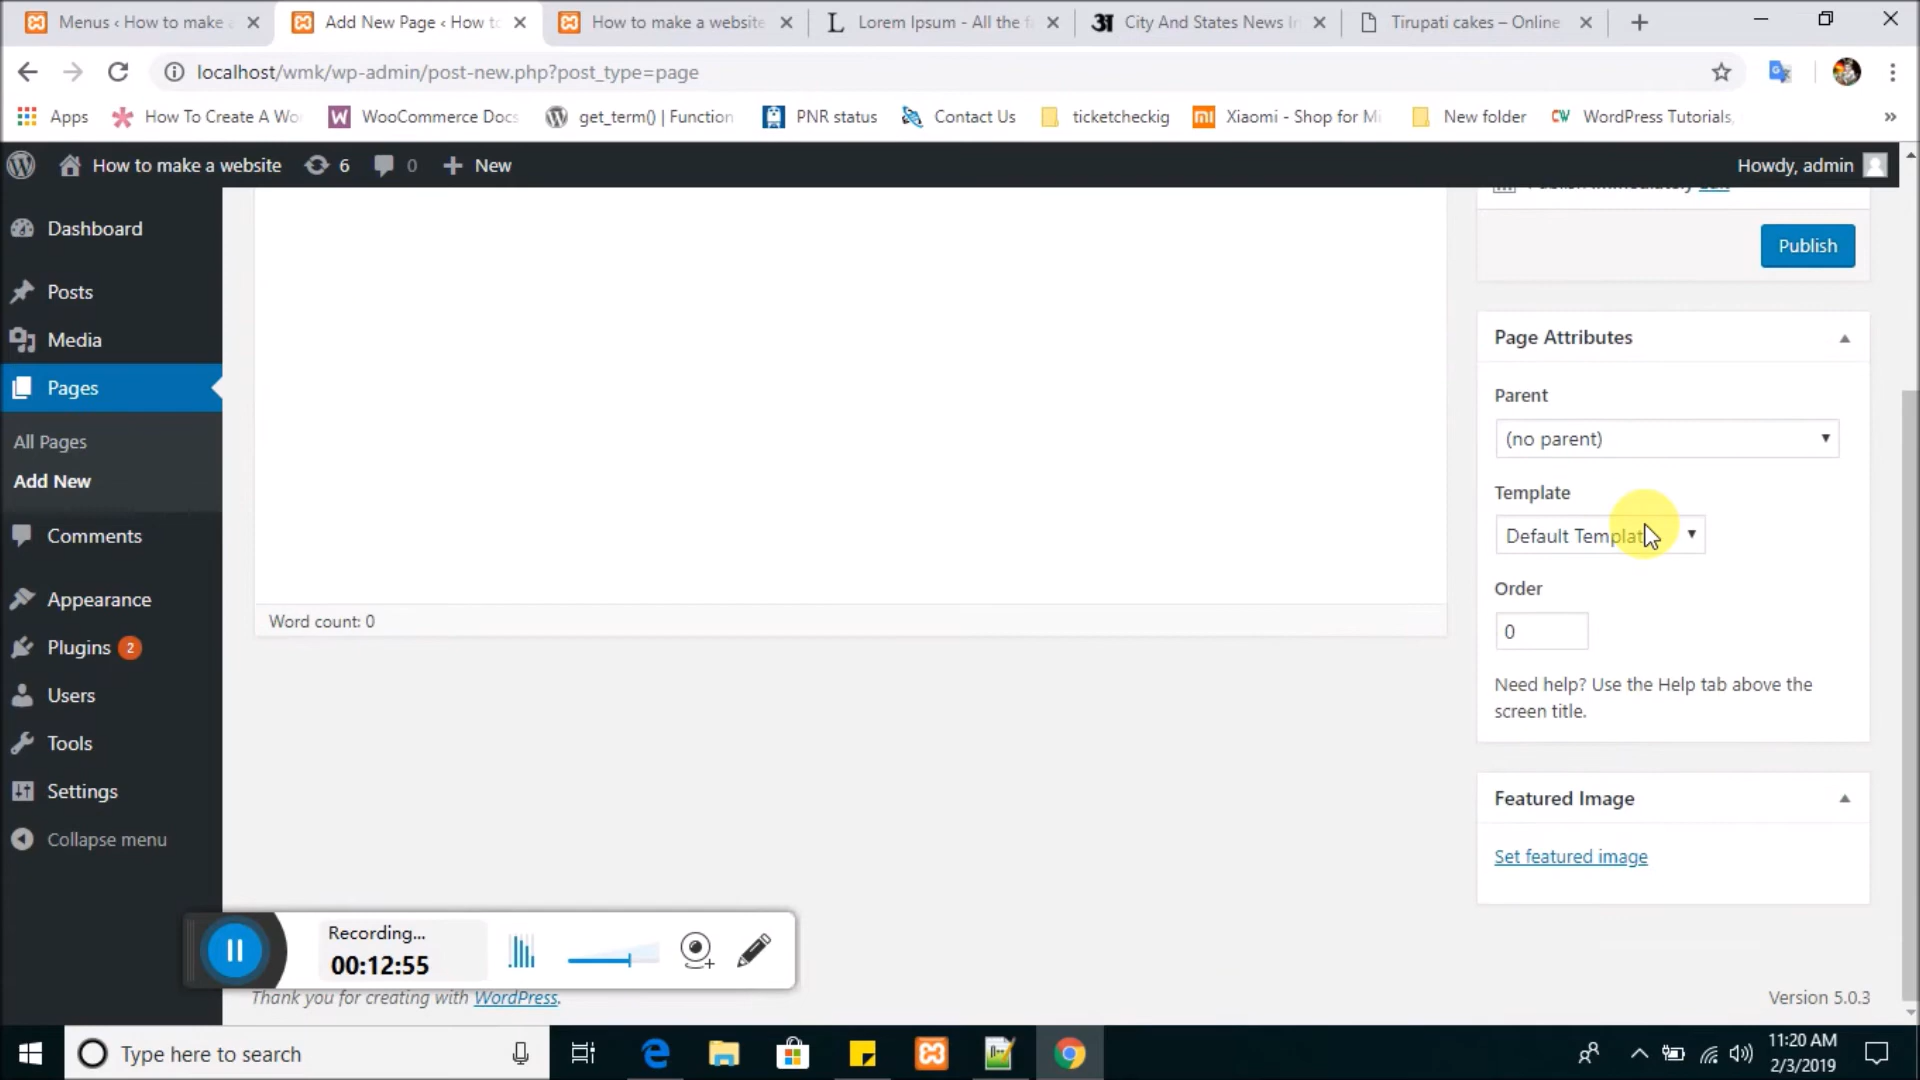 Menus ‹ How to make a
Add New Page ‹ How to
How to make a website
Lorem Ipsum - All the f
City And States News I
Tirupati cakes – Online
localhost/wmk/wp-admin/post-new.php?post_type=page
Apps
How To Create A Wo
WooCommerce Docs
get_term() | Function
PNR status
Contact Us
ticketcheckig
Xiaomi - Shop for Mi
New folder
WordPress Tutorials,
How to make a website
6
0
New
Howdy, admin
Dashboard
Posts
Media
Pages
All Pages
Add New
Comments
Appearance
Plugins 2
Users
Tools
Settings
Collapse menu
Word count: 0
Publish
Page Attributes
Parent
(no parent)
Template
Default Templat
Order
0
Need help? Use the Help tab above the
screen title.
Featured Image
Set featured image
Recording...
00:12:55
Thank you for creating with WordPress.
Version 5.0.3
Type here to search
11:20 AM
2/3/2019